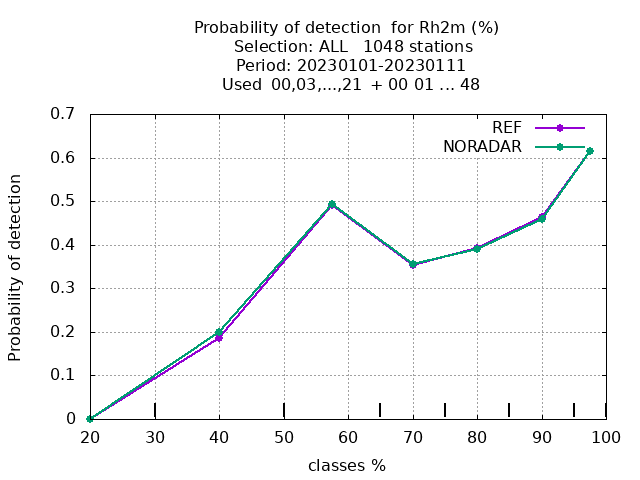 Probability of detection  for Rh2m (%)
Selection: ALL   1048 stations
Period: 20230101-20230111
Used  00,03,...,21  + 00 01 ... 48
REF
NORADAR
0.7
0.6
0.5
0.4
0.3
0.2
0.1
0
Probability of detection
20 30 40 50 60 70 80 90 100
classes %